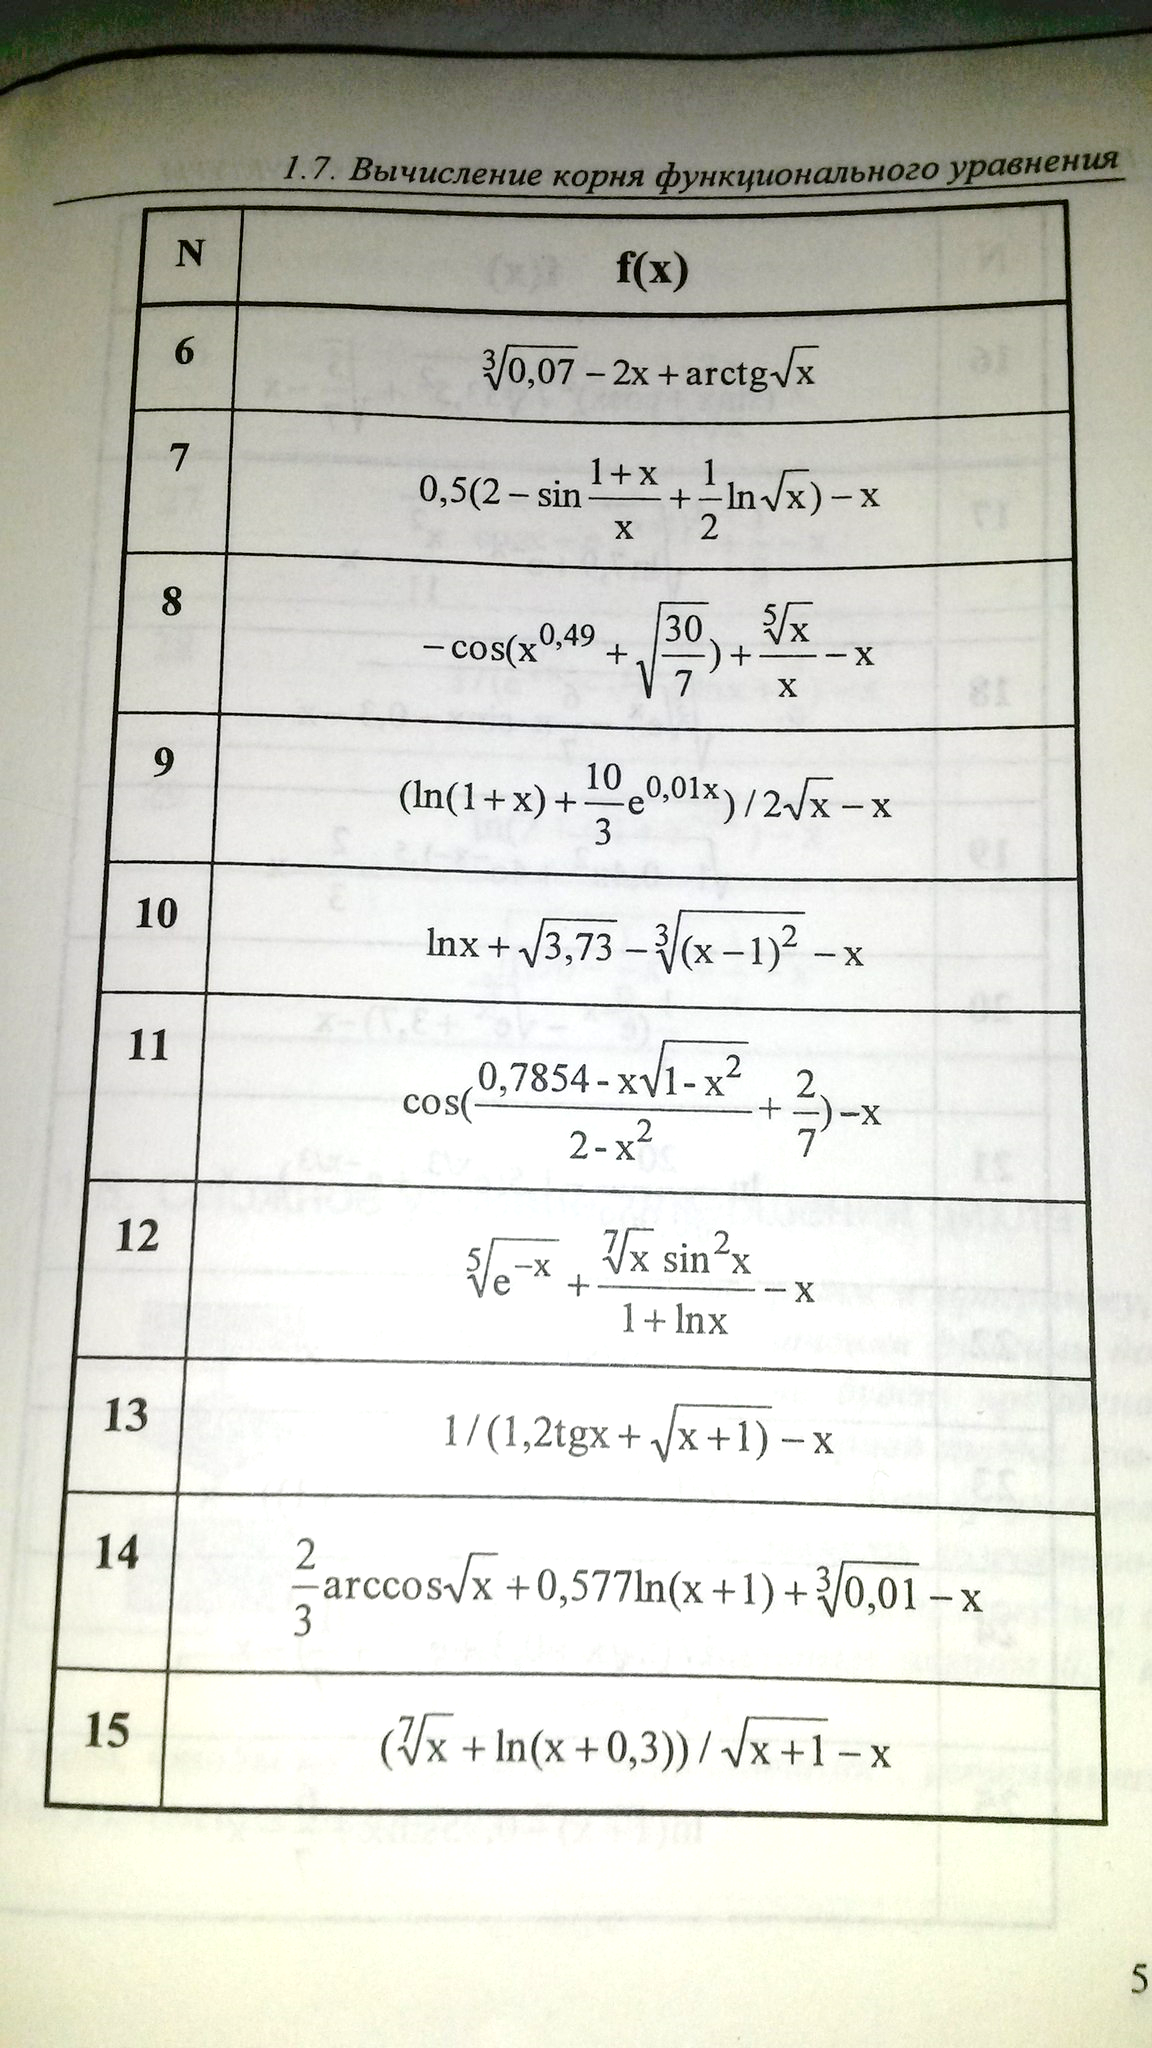 1.7. Вычисление корня функционального уравнения
N f(x)
6 ∛0,07 − 2x + arctg√x
7 0,5(2 − sin (1+x)/x + 1/2 ln√x) − x
8 −cos(x^0,49 + √(30/7)) + ⁵√x/x − x
9 (ln(1+x) + 10/3 e^0,01x) / 2√x − x
10 lnx + √3,73 − ∛(x−1)² − x
11 cos((0,7854 - x√(1- x²))/(2 - x²) + 2/7) − x
12 ⁵√(e^−x) + (⁷√x sin²x)/(1 + lnx) − x
13 1/(1,2tgx + √(x+1)) − x
14 2/3 arccos√x + 0,577ln(x+1) + ∛0,01 − x
15 (⁷√x + ln(x + 0,3)) / √(x+1) − x
5